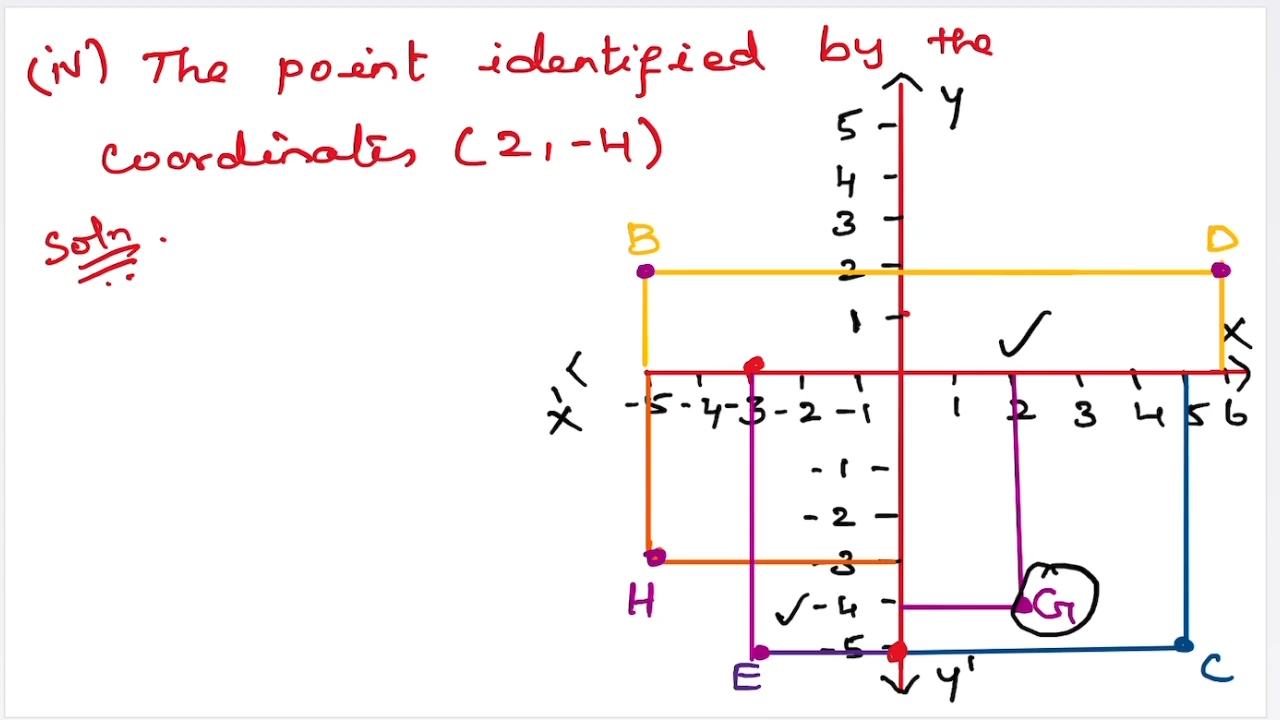 (iv) The point identified by the
coordinates (2, -4)
Soln
y
5
4
3
B
D
2
1
X
X
-5 -4 -3 -2 -1 1 2 3 4 5 6
-1
-2
-3
H
-4
G
-5
E
y'
C